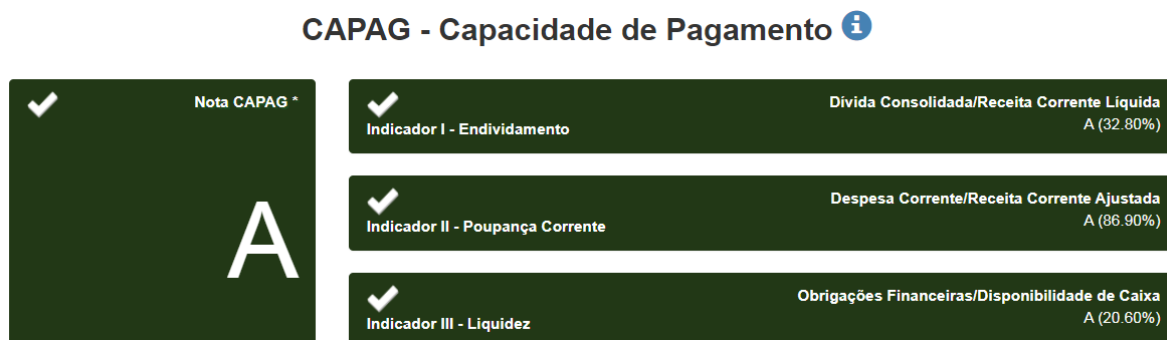 CAPAG - Capacidade de Pagamento i
Nota CAPAG *
A
Dívida Consolidada/Receita Corrente Líquida
Indicador I - Endividamento
A (32.80%)
Despesa Corrente/Receita Corrente Ajustada
Indicador II - Poupança Corrente
A (86.90%)
Obrigações Financeiras/Disponibilidade de Caixa
Indicador III - Liquidez
A (20.60%)